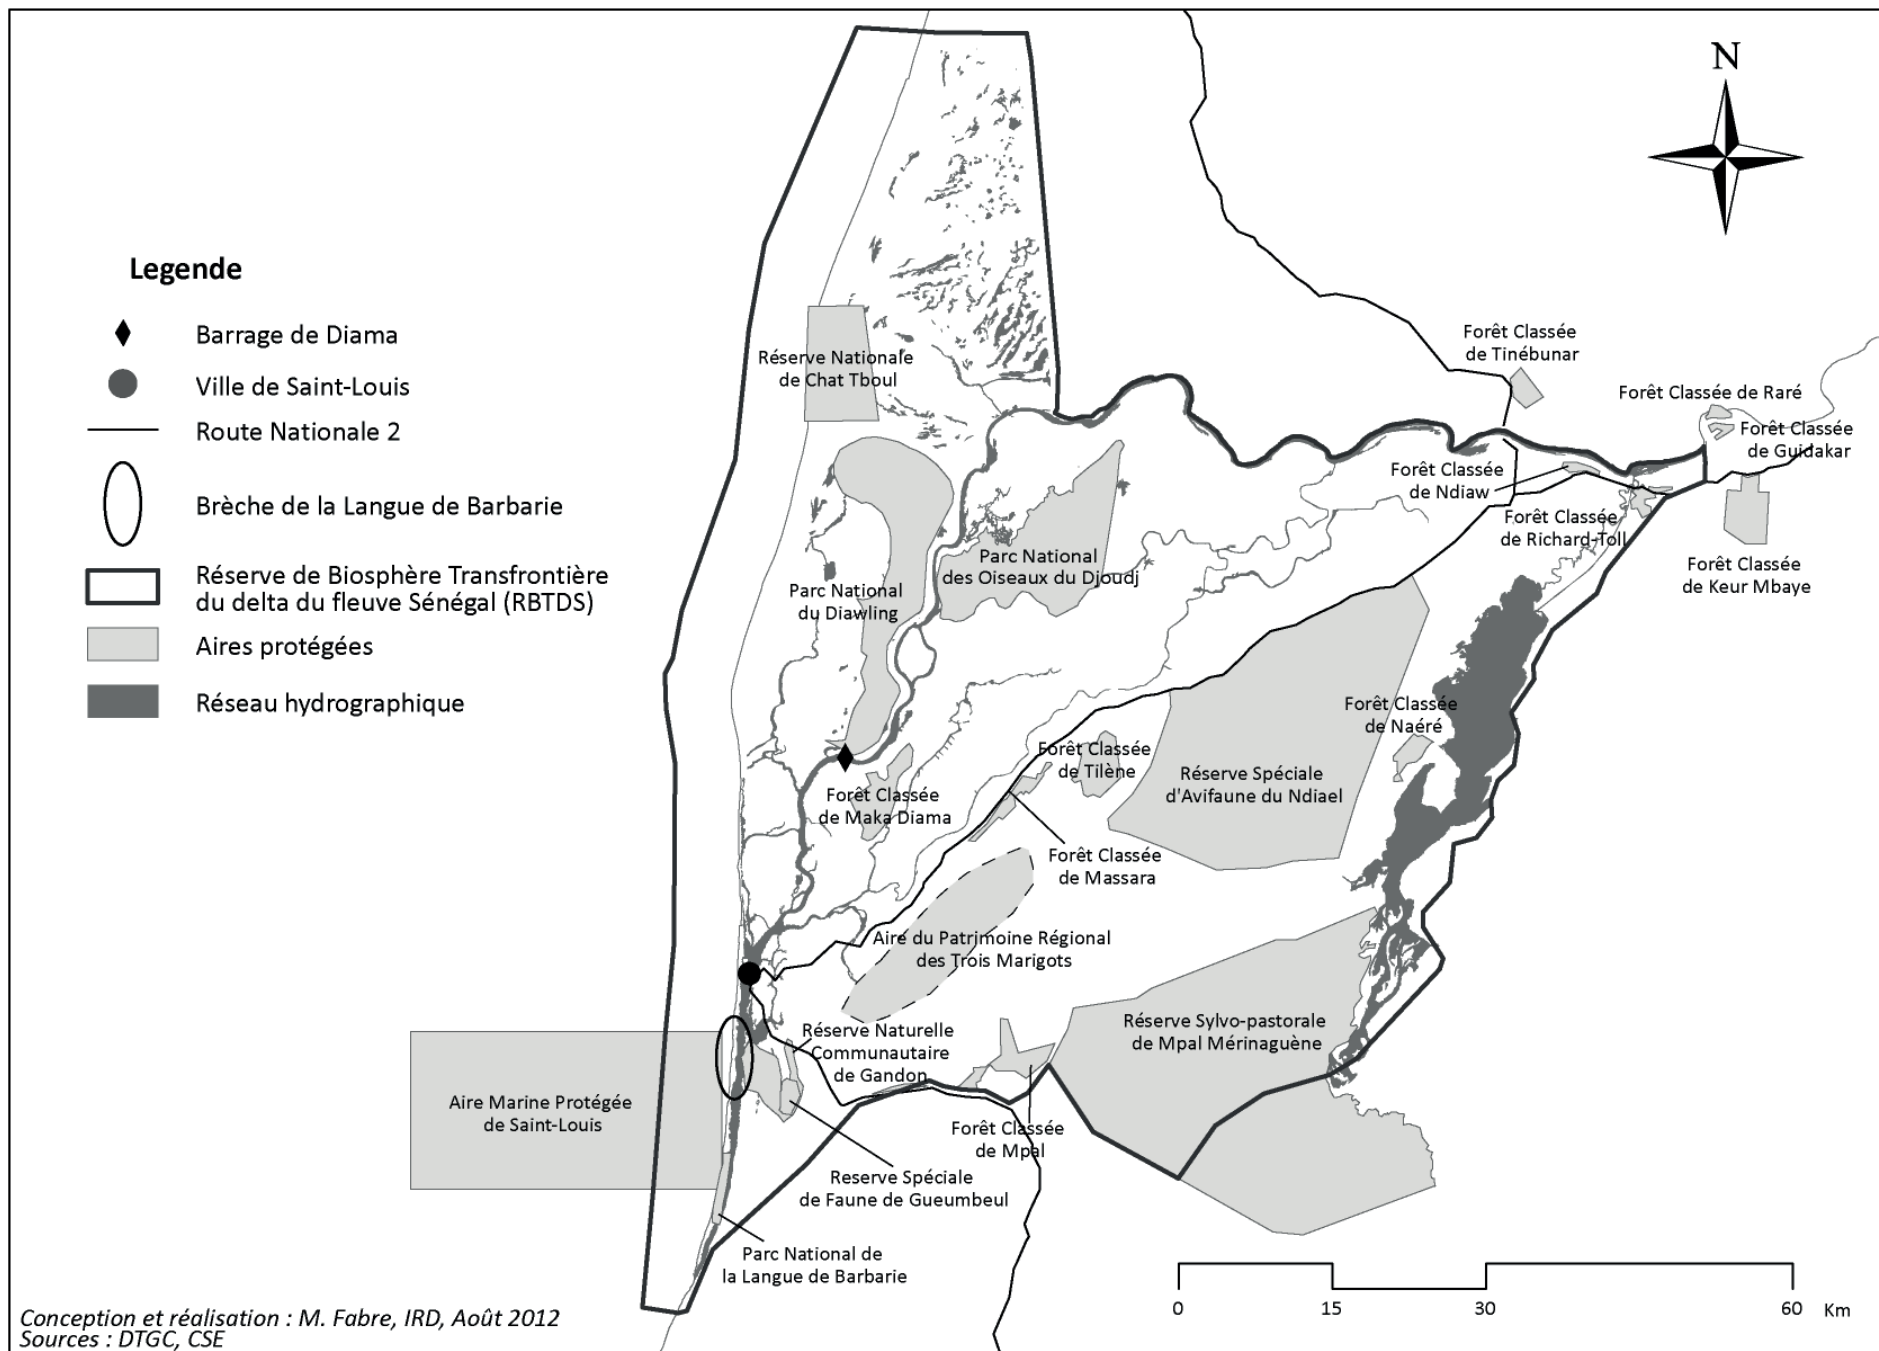 N
Legende
Barrage de Diama
Ville de Saint-Louis
Route Nationale 2
Brèche de la Langue de Barbarie
Réserve de Biosphère Transfrontière
du delta du fleuve Sénégal (RBTDS)
Aires protégées
Réseau hydrographique
Réserve Nationale
de Chat Tboul
Forêt Classée
de Tinébunar
Forêt Classée de Raré
Forêt Classée
de Guidakar
Forêt Classée
de Ndiaw
Forêt Classée
de Richard-Toll
Forêt Classée
de Keur Mbaye
Parc National
des Oiseaux du Djoudj
Parc National
du Diawling
Forêt Classée
de Naéré
Forêt Classée
de Tilène
Réserve Spéciale
d'Avifaune du Ndiael
Forêt Classée
de Maka Diama
Forêt Classée
de Massara
Aire du Patrimoine Régional
des Trois Marigots
Réserve Naturelle
Communautaire
de Gandon
Réserve Sylvo-pastorale
de Mpal Mérinaguène
Aire Marine Protégée
de Saint-Louis
Forêt Classée
de Mpal
Reserve Spéciale
de Faune de Gueumbeul
Parc National de
la Langue de Barbarie
0 15 30 60 Km
Conception et réalisation : M. Fabre, IRD, Août 2012
Sources : DTGC, CSE